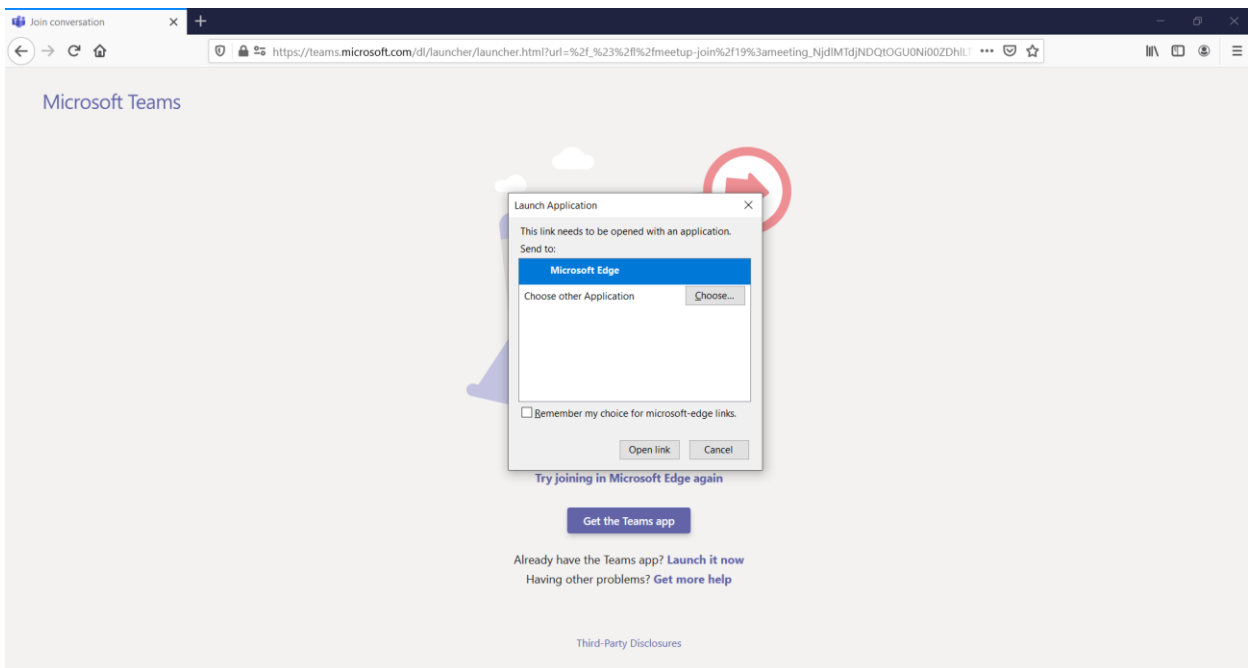 Join conversation
https://teams.microsoft.com/dl/launcher/launcher.html?url=%2f_%23%2fl%2fmeetup-join%2f19%3ameeting_NjdlMTdjNDQtOGU0Ni00ZDhlLT
Microsoft Teams
Launch Application
This link needs to be opened with an application.
Send to:
Microsoft Edge
Choose other Application Choose...
Remember my choice for microsoft-edge links.
Open link Cancel
Try joining in Microsoft Edge again
Get the Teams app
Already have the Teams app? Launch it now
Having other problems? Get more help
Third-Party Disclosures